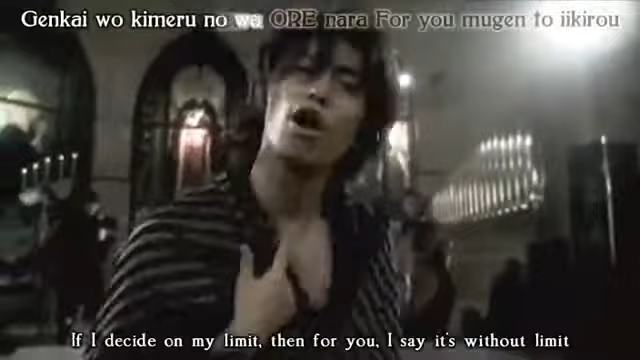 Genkai wo kimeru no wa ORE nara For you mugen to iikirou
If I decide on my limit, then for you, I say it's without limit